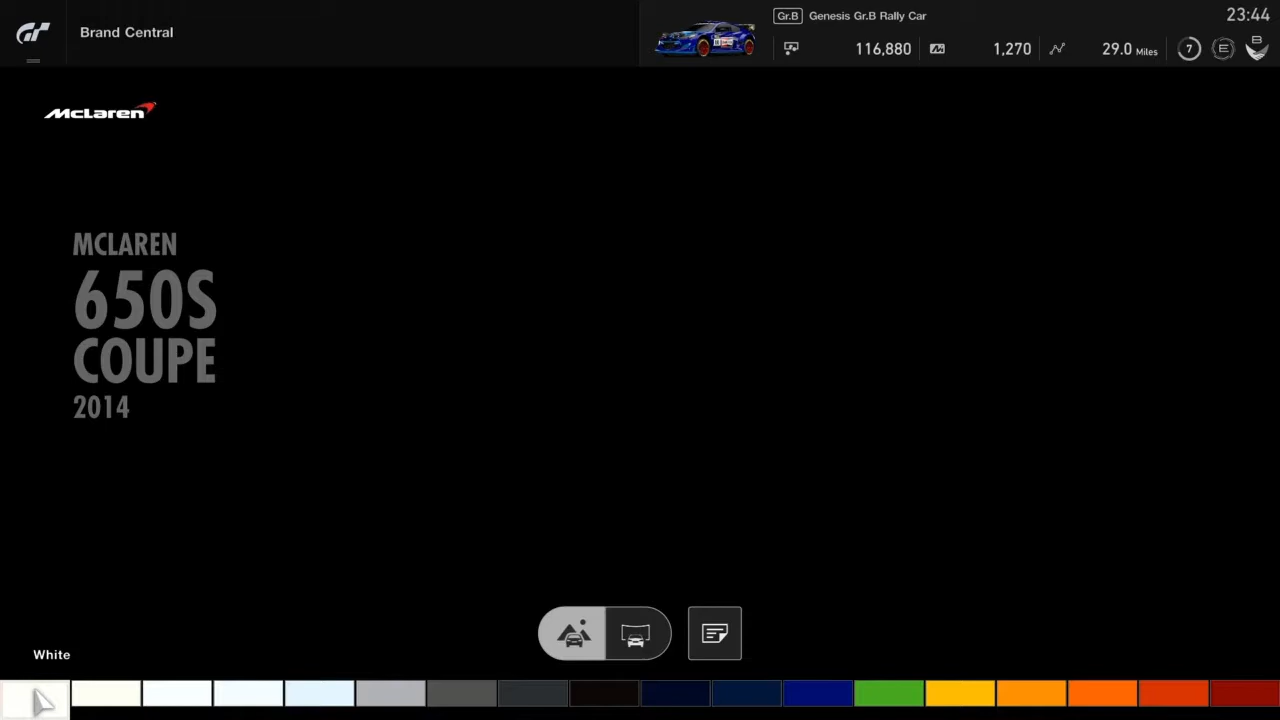 Brand Central
Gr.B Genesis Gr.B Rally Car
23:44
116,880
1,270
29.0 Miles
7
E
B
McLaren
MCLAREN
650S
COUPE
2014
White